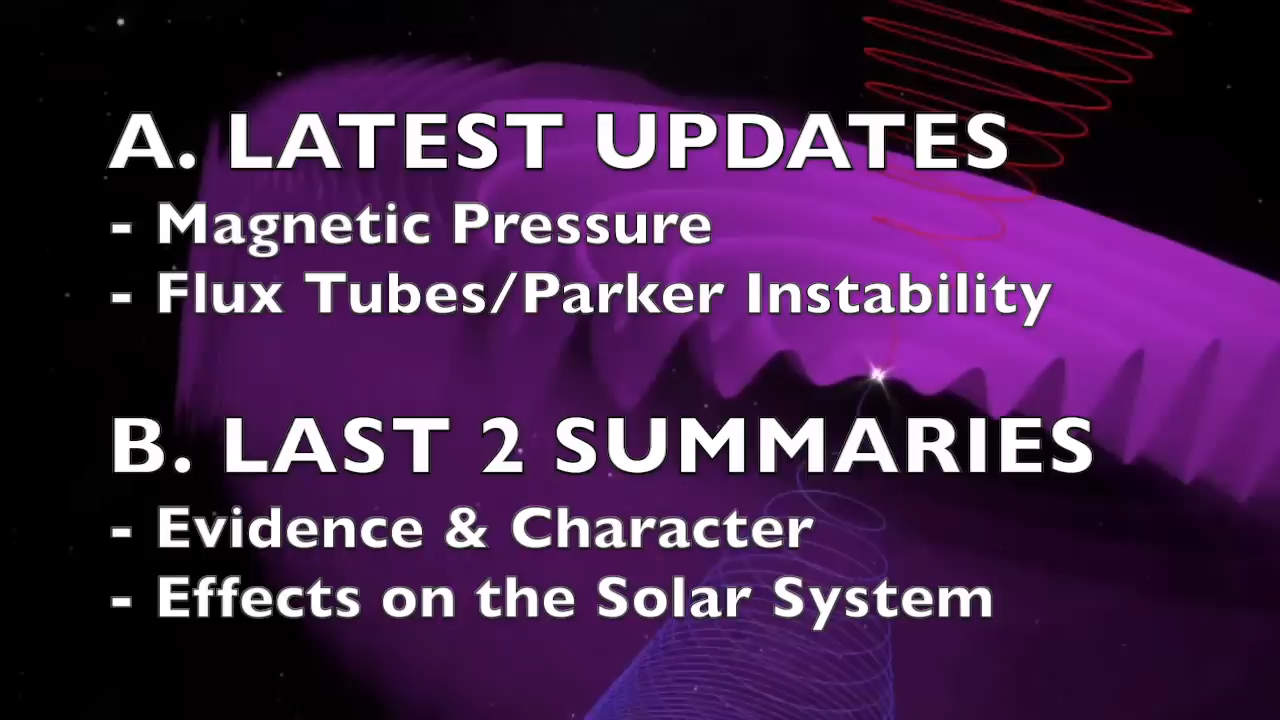 A. LATEST UPDATES
- Magnetic Pressure
- Flux Tubes/Parker Instability
B. LAST 2 SUMMARIES
- Evidence & Character
- Effects on the Solar System